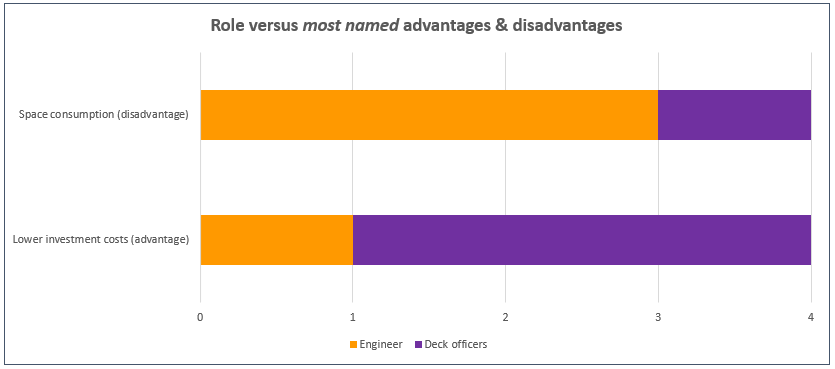 Role versus most named advantages & disadvantages
Space consumption (disadvantage)
Lower investment costs (advantage)
0 1 2 3 4
Engineer Deck officers